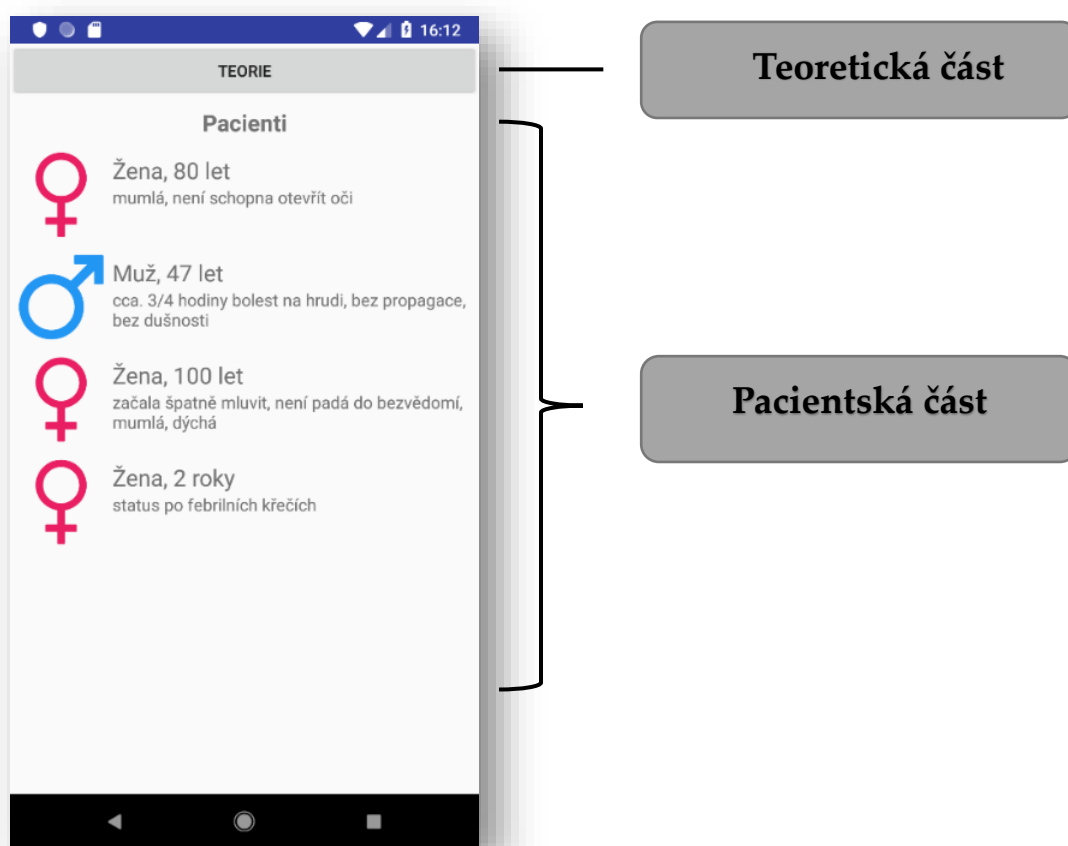 16:12
TEORIE
Teoretická část
Pacienti
Žena, 80 let
mumlá, není schopna otevřít oči
Muž, 47 let
cca. 3/4 hodiny bolest na hrudi, bez propagace,
bez dušnosti
Žena, 100 let
začala špatně mluvit, není padá do bezvědomí,
mumlá, dýchá
Žena, 2 roky
status po febrilních křečích
Pacientská část